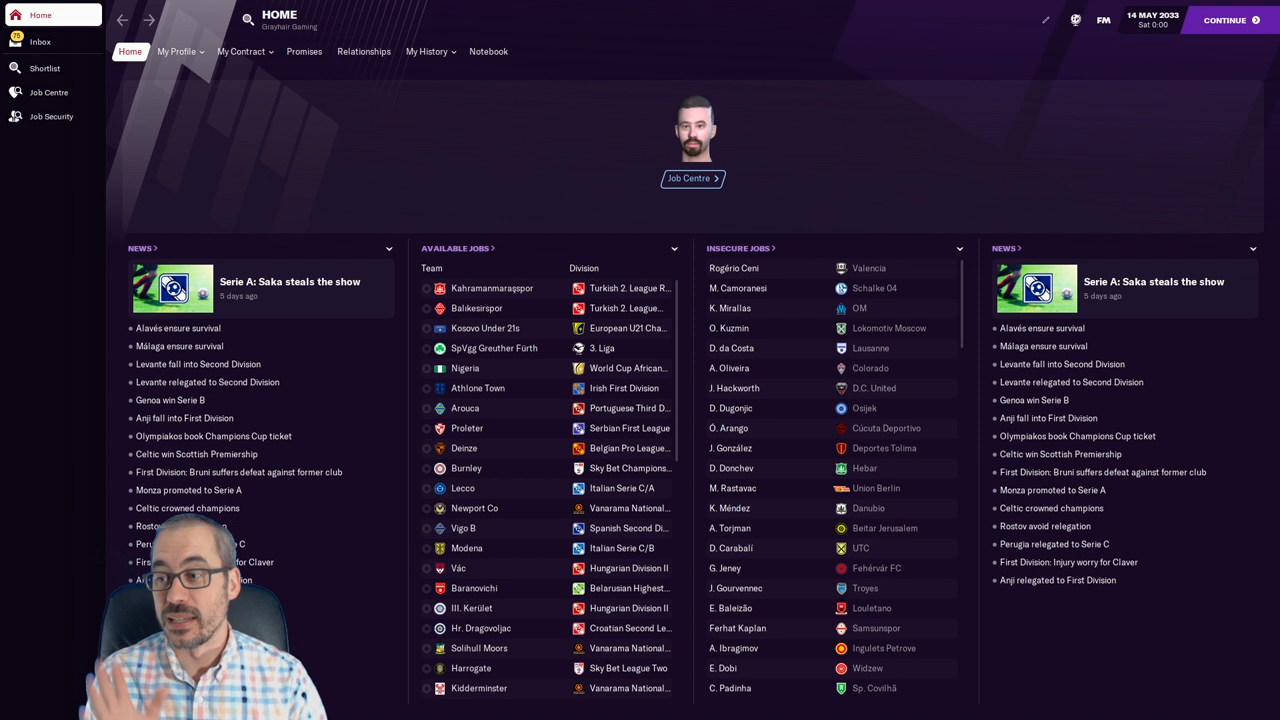 Home
75
Inbox
Shortlist
Job Centre
Job Security
HOME
Grayhair Gaming
FM
14 MAY 2033
Sat 0:00
CONTINUE
Home
My Profile
My Contract
Promises
Relationships
My History
Notebook
Job Centre
NEWS
Serie A: Saka steals the show
5 days ago
Alavés ensure survival
Málaga ensure survival
Levante fall into Second Division
Levante relegated to Second Division
Genoa win Serie B
Anji fall into First Division
Olympiakos book Champions Cup ticket
Celtic win Scottish Premiership
First Division: Bruni suffers defeat against former club
Monza promoted to Serie A
Celtic crowned champions
AVAILABLE JOBS
Team Division
Kahramanmaraşspor Turkish 2. League R...
Balıkesirspor Turkish 2. League...
Kosovo Under 21s European U21 Cha...
SpVgg Greuther Fürth 3. Liga
Nigeria World Cup African...
Athlone Town Irish First Division
Arouca Portuguese Third D...
Proleter Serbian First League
Deinze Belgian Pro League...
Burnley Sky Bet Champions...
Lecco Italian Serie C/A
Newport Co Vanarama National...
Vigo B Spanish Second Di...
Modena Italian Serie C/B
Vác Hungarian Division II
Baranovichi Belarusian Highest...
III. Kerület Hungarian Division II
Hr. Dragovoljac Croatian Second Le...
Solihull Moors Vanarama National...
Harrogate Sky Bet League Two
Kidderminster Vanarama National...
INSECURE JOBS
Rogério Ceni Valencia
M. Camoranesi Schalke 04
K. Mirallas OM
O. Kuzmin Lokomotiv Moscow
D. da Costa Lausanne
A. Oliveira Colorado
J. Hackworth D.C. United
D. Dugonjic Osijek
Ó. Arango Cúcuta Deportivo
J. González Deportes Tolima
D. Donchev Hebar
M. Rastavac Union Berlin
K. Méndez Danubio
A. Torjman Beitar Jerusalem
D. Carabalí UTC
G. Jeney Fehérvár FC
J. Gourvennec Troyes
E. Baleizão Louletano
Ferhat Kaplan Samsunspor
A. Ibragimov Ingulets Petrove
E. Dobi Widzew
C. Padinha Sp. Covilhã
NEWS
Serie A: Saka steals the show
5 days ago
Alavés ensure survival
Málaga ensure survival
Levante fall into Second Division
Levante relegated to Second Division
Genoa win Serie B
Anji fall into First Division
Olympiakos book Champions Cup ticket
Celtic win Scottish Premiership
First Division: Bruni suffers defeat against former club
Monza promoted to Serie A
Celtic crowned champions
Rostov avoid relegation
Perugia relegated to Serie C
First Division: Injury worry for Claver
Anji relegated to First Division